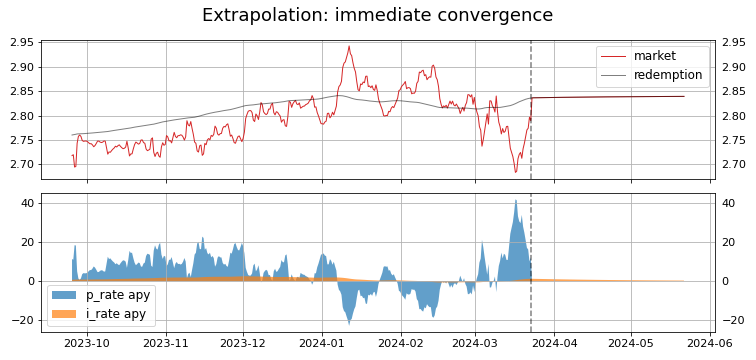 Extrapolation: immediate convergence
2.95 2.95
2.90 2.90
2.85 2.85
2.80 2.80
2.75 2.75
2.70 2.70
market
redemption
40 40
20 20
0 0
−20 −20
p_rate apy
i_rate apy
2023-10 2023-11 2023-12 2024-01 2024-02 2024-03 2024-04 2024-05 2024-06